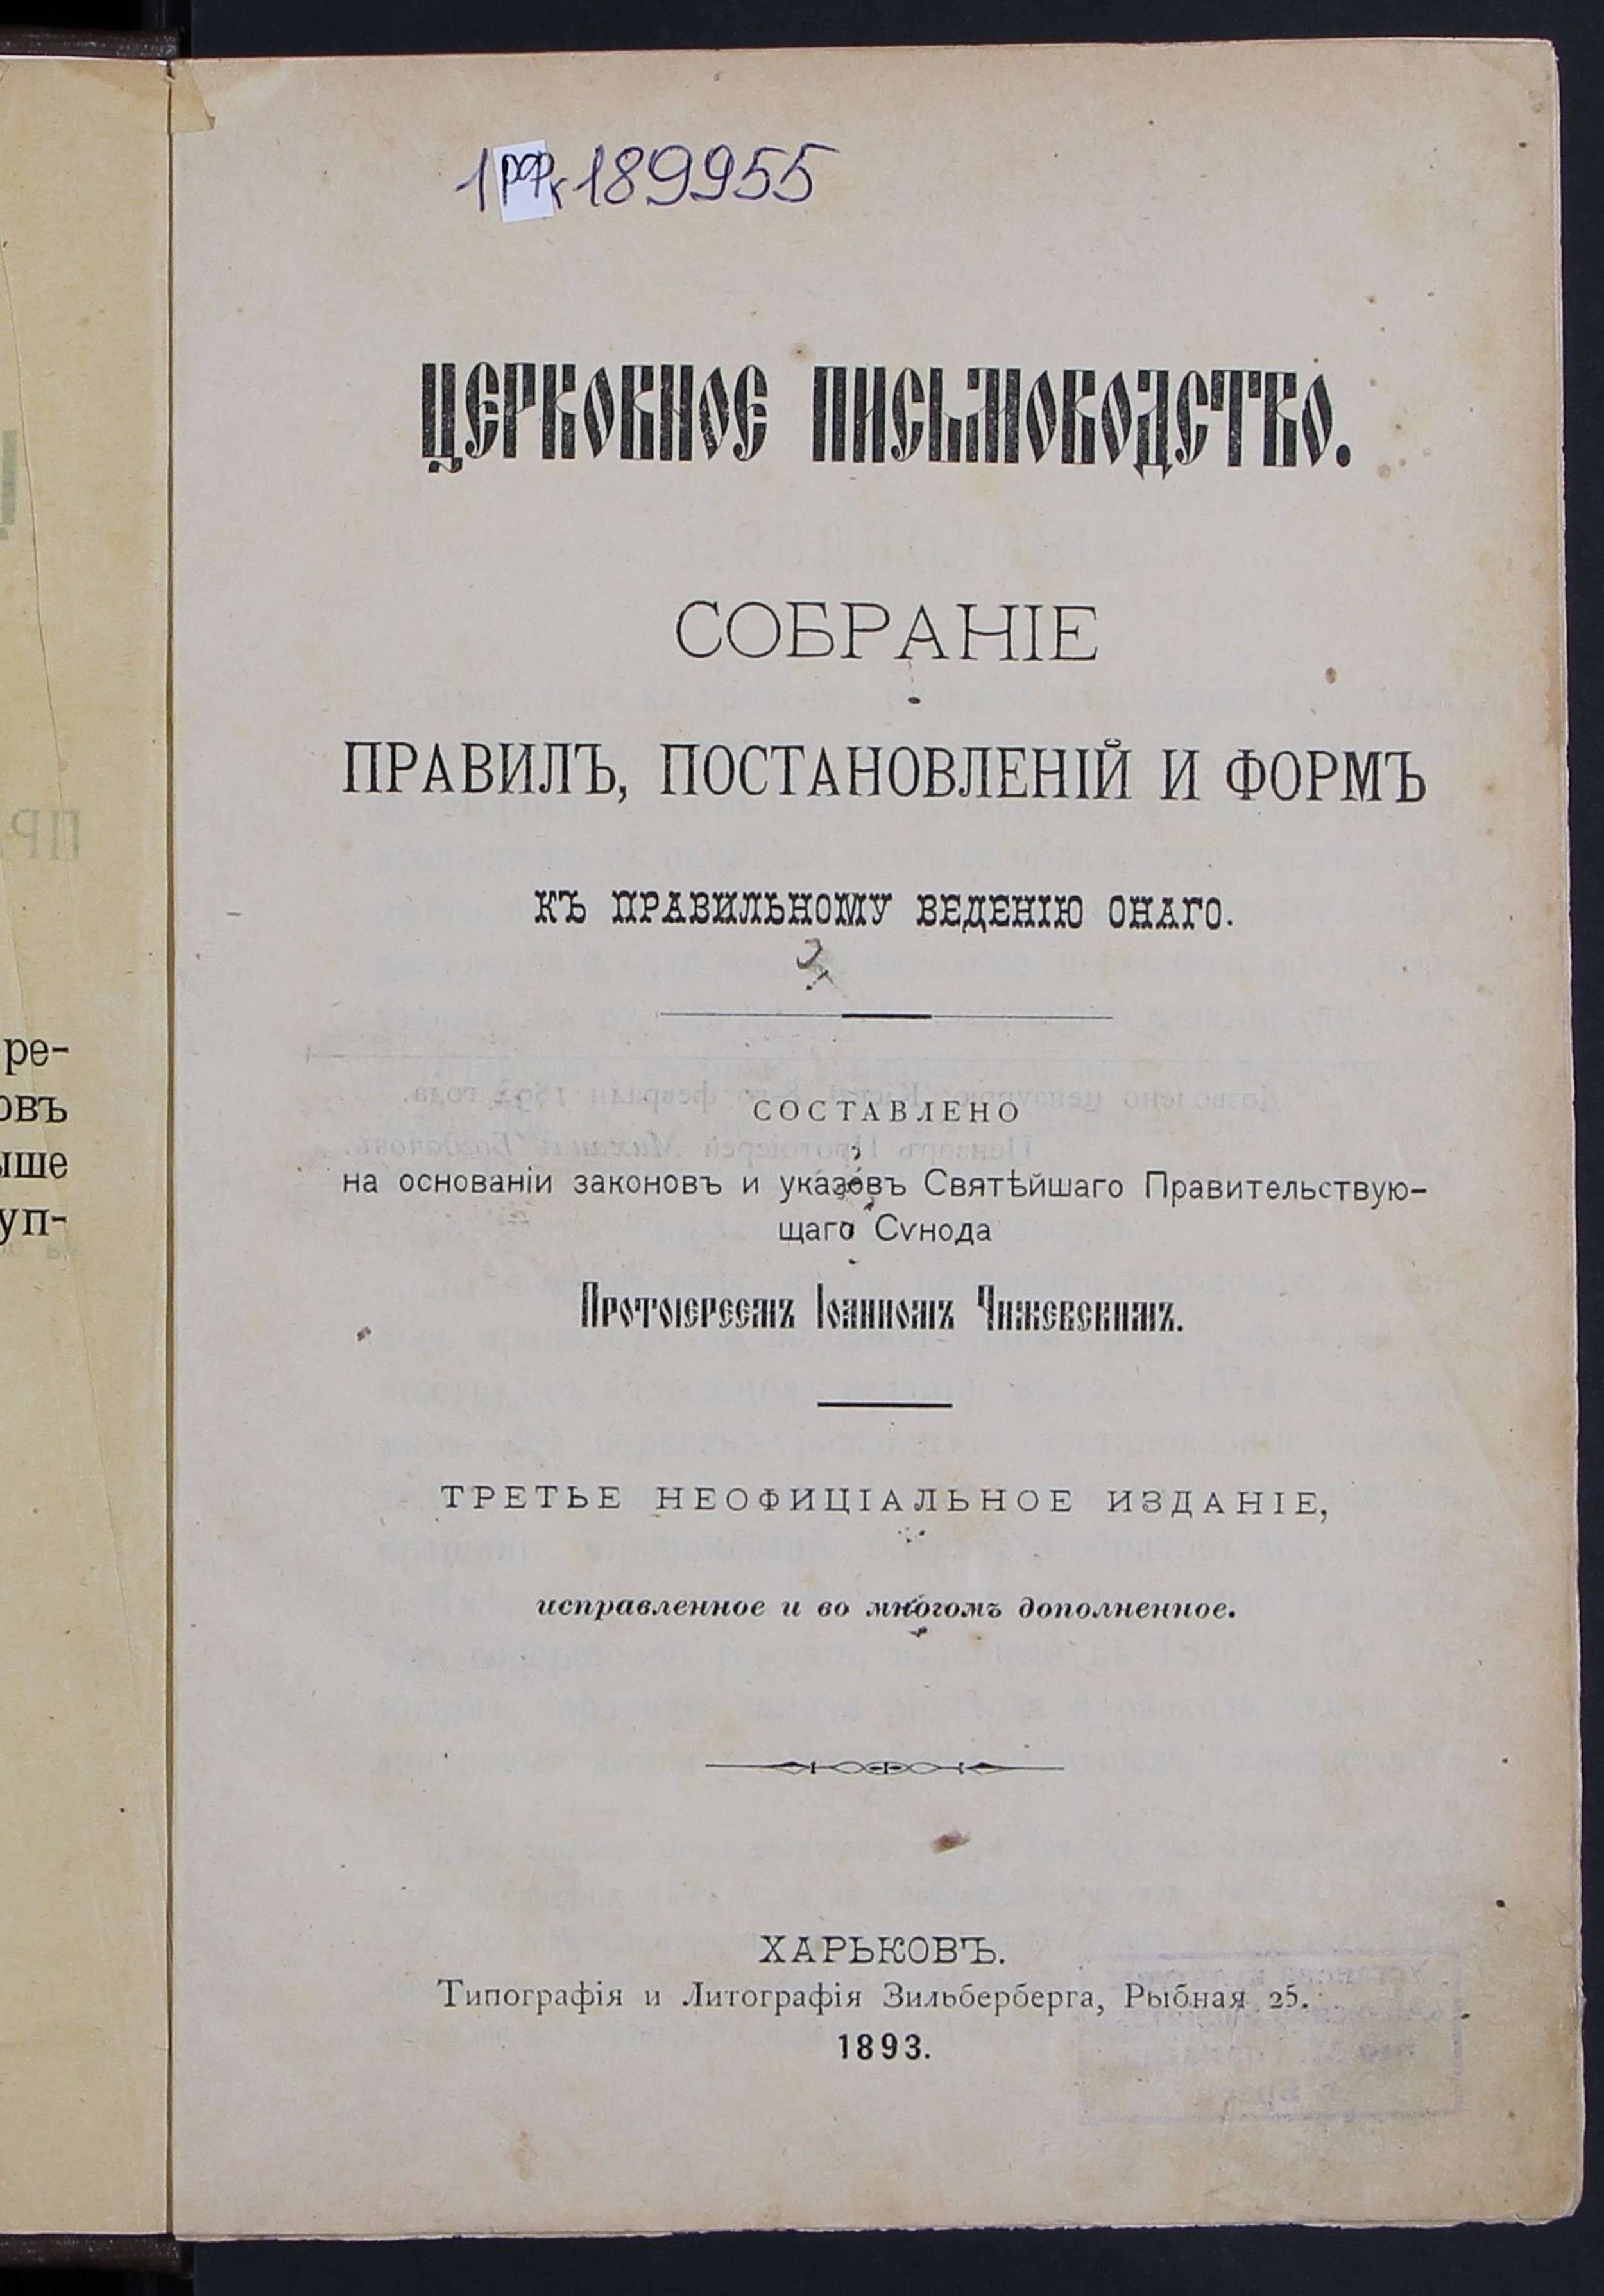 189955
ЦЕРКОВНОЕ ПИСЬМОВОДСТВО.
СОБРАНІЕ
ПРАВИЛЪ, ПОСТАНОВЛЕНІЙ И ФОРМЪ
КЪ ПРАВИЛЬНОМУ ВЕДЕНІЮ ОНАГО.
СОСТАВЛЕНО
на основаніи законовъ и указовъ Святѣйшаго Правительствую-
щаго Сѵнода
Протоіереемъ Іоанномъ Чижевскимъ.
ТРЕТЬЕ НЕОФИЦІАЛЬНОЕ ИЗДАНІЕ,
исправленное и во многомъ дополненное.
ХАРЬКОВЪ.
Типографія и Литографія Зильберберга, Рыбная 25.
1893.
ре-
овъ
ыше
уп-